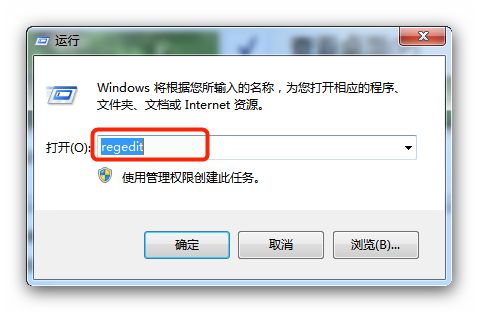 运行
Windows 将根据您所输入的名称，为您打开相应的程序、
文件夹、文档或 Internet 资源。
打开(O): regedit
使用管理权限创建此任务。
确定 取消 浏览(B)...